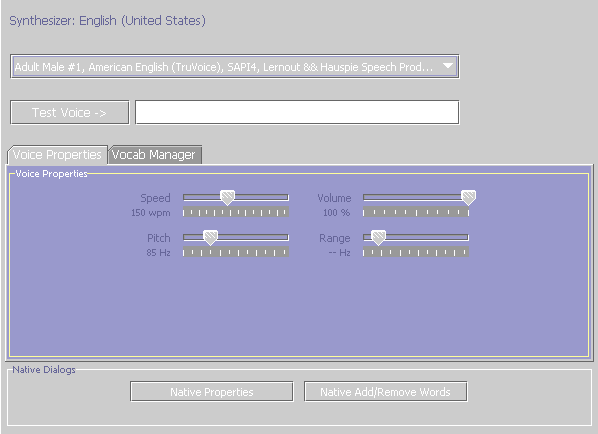 Synthesizer: English (United States)
Adult Male #1, American English (TruVoice), SAPI4, Lernout && Hauspie Speech Prod...
Test Voice ->
Voice Properties Vocab Manager
Voice Properties
Speed Volume
150 wpm 100 %
Pitch Range
85 Hz -- Hz
Native Dialogs
Native Properties Native Add/Remove Words